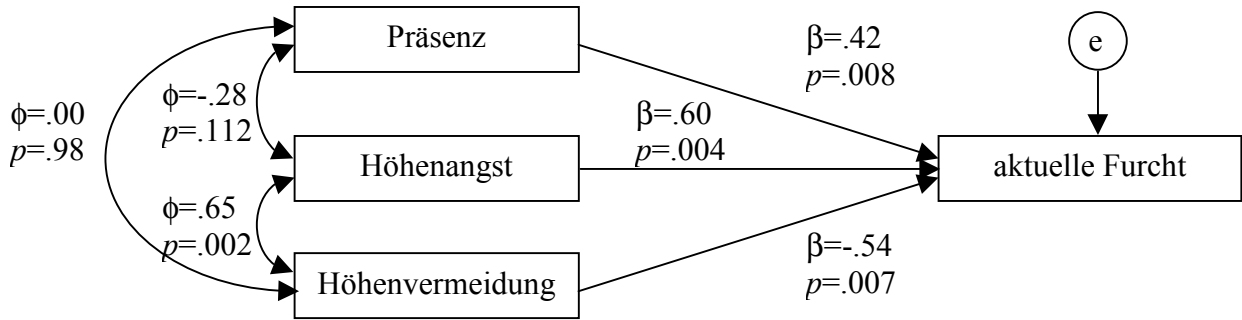 Präsenz
β=.42
p=.008
e
ϕ=.00
p=.98
ϕ=-.28
p=.112
β=.60
p=.004
Höhenangst
aktuelle Furcht
ϕ=.65
p=.002
β=-.54
p=.007
Höhenvermeidung